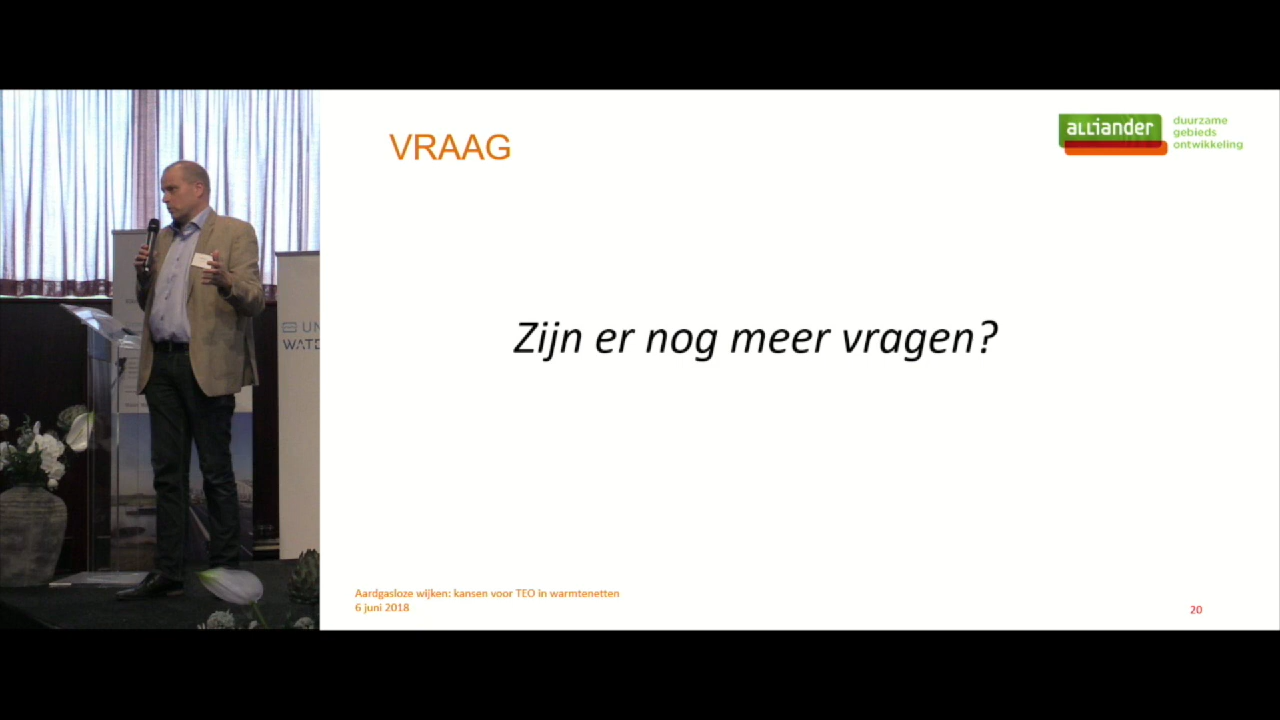 VRAAG
alliander
duurzame
gebieds
ontwikkeling
Zijn er nog meer vragen?
Aardgasloze wijken: kansen voor TEO in warmtenetten
6 juni 2018
20